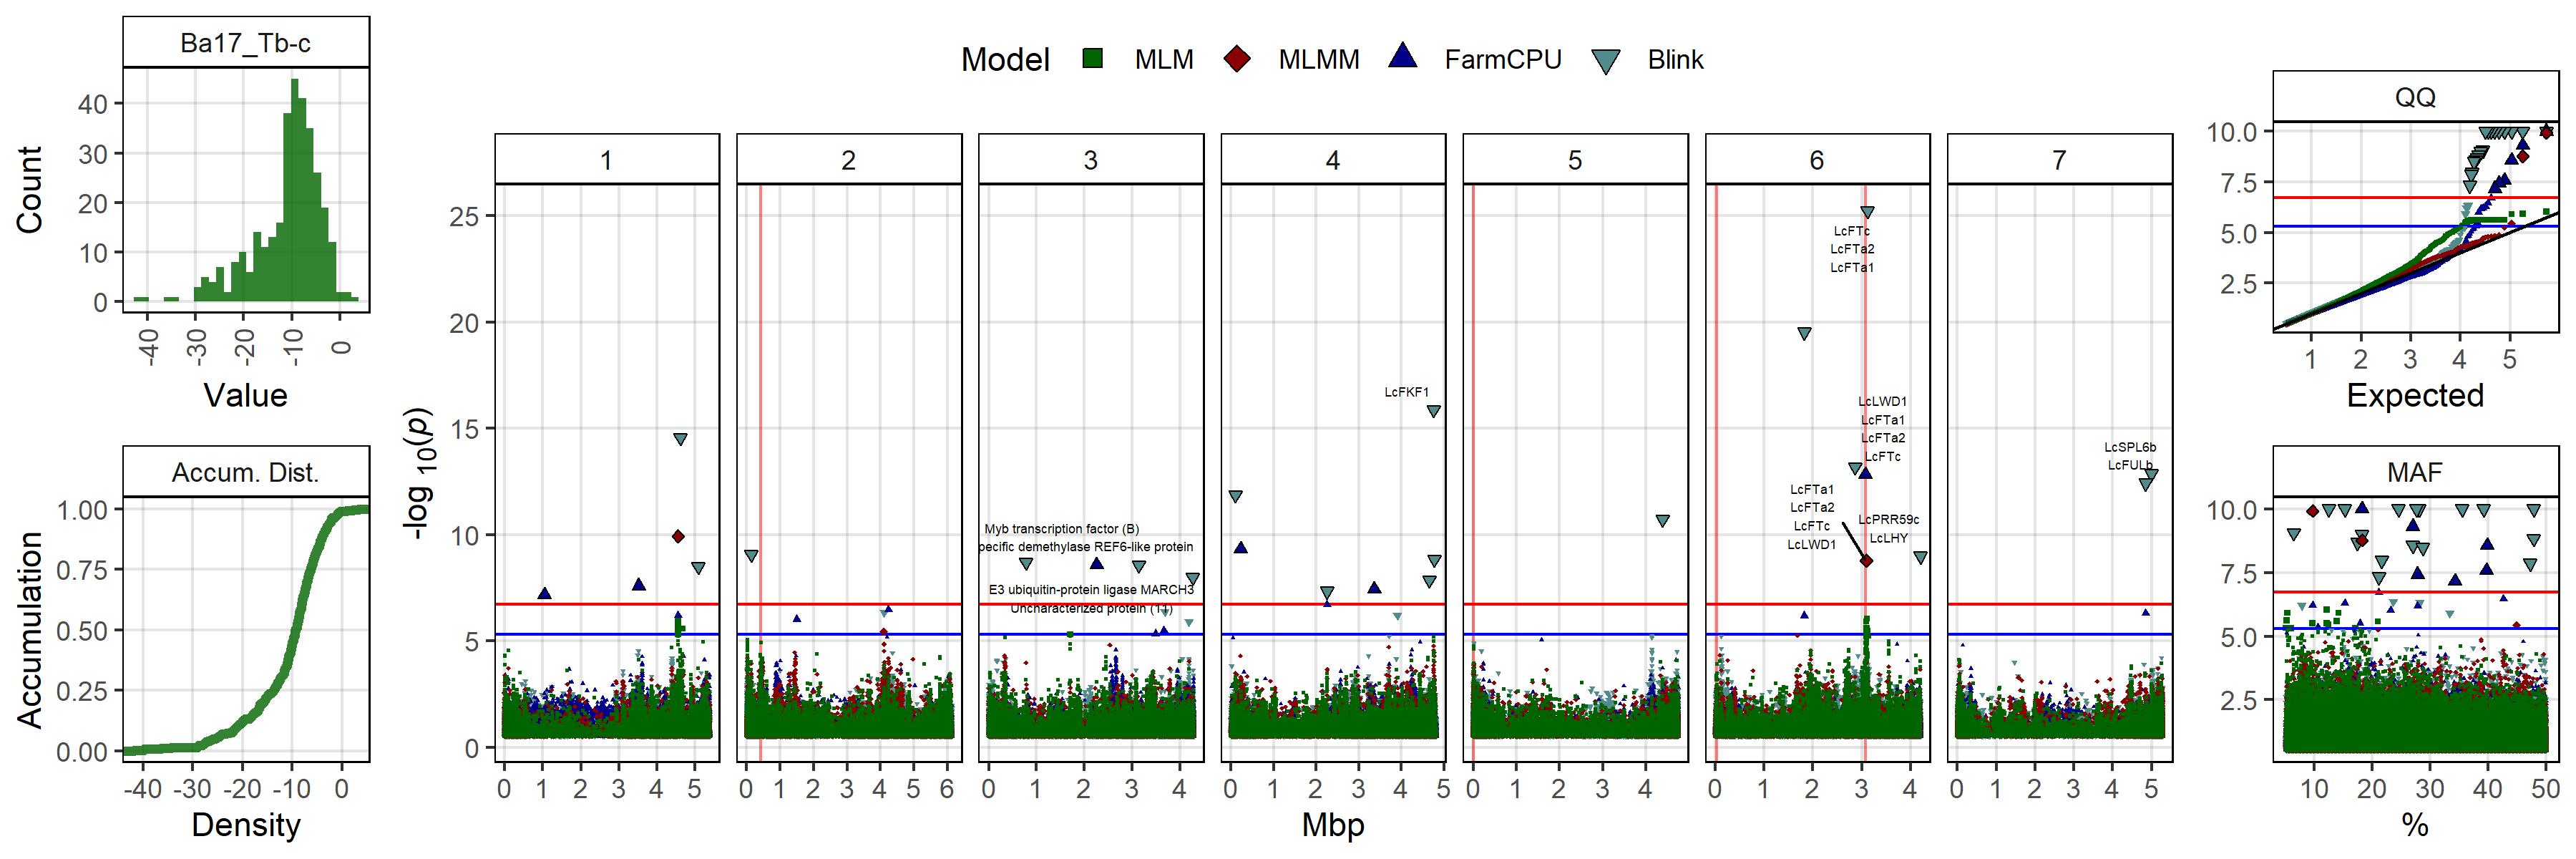 Ba17_Tb-c
Count
40
30
20
10
0
-40
-30
-20
-10
0
Value
Accum. Dist.
Accumulation
1.00
0.75
0.50
0.25
0.00
-40 -30 -20 -10 0
Density
Model MLM MLMM FarmCPU Blink
-log 10(p)
25
20
15
10
5
0
1 2 3 4 5 6 7
Myb transcription factor (B)
pecific demethylase REF6-like protein
E3 ubiquitin-protein ligase MARCH3
Uncharacterized protein (11)
LcFKF1
LcFTc
LcFTa2
LcFTa1
LcLWD1
LcFTa1
LcFTa2
LcFTc
LcFTa1
LcFTa2
LcFTc
LcLWD1
LcPRR59c
LcLHY
LcSPL6b
LcFULb
0 1 2 3 4 5
0 1 2 3 4 5 6
0 1 2 3 4
0 1 2 3 4 5
0 1 2 3 4
0 1 2 3 4
0 1 2 3 4 5
Mbp
QQ
10.0
7.5
5.0
2.5
1 2 3 4 5
Expected
MAF
10.0
7.5
5.0
2.5
10 20 30 40 50
%